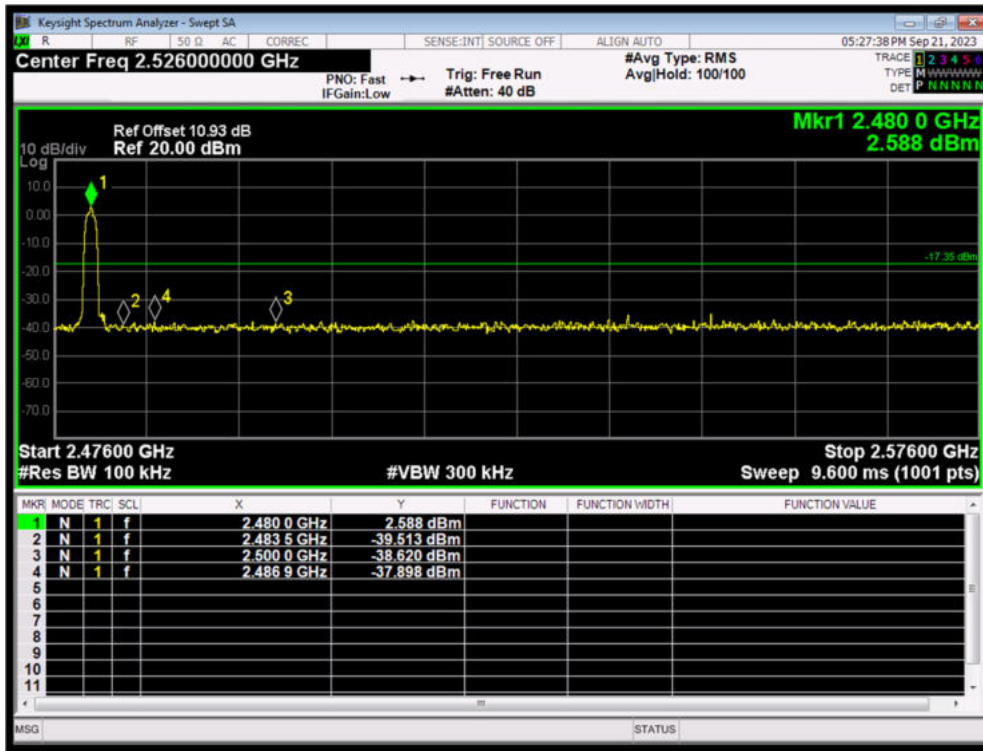 Keysight Spectrum Analyzer - Swept SA
LXI R RF 50 Ω AC CORREC SENSE:INT SOURCE OFF ALIGN AUTO 05:27:38 PM Sep 21, 2023
Center Freq 2.526000000 GHz
PNO: Fast
IFGain:Low
Trig: Free Run
#Atten: 40 dB
#Avg Type: RMS
Avg|Hold: 100/100
TRACE 1 2 3 4 5 6
TYPE M W W W W W
DET P N N N N N
Mkr1 2.480 0 GHz
2.588 dBm
Ref Offset 10.93 dB
10 dB/div Ref 20.00 dBm
Log
1
10.0
0.00
-10.0
-17.35 dBm
-20.0
-30.0
2 4 3
-40.0
-50.0
-60.0
-70.0
Start 2.47600 GHz Stop 2.57600 GHz
#Res BW 100 kHz #VBW 300 kHz Sweep 9.600 ms (1001 pts)
MKR MODE TRC SCL X Y FUNCTION FUNCTION WIDTH FUNCTION VALUE
1 N 1 f 2.480 0 GHz 2.588 dBm
2 N 1 f 2.483 5 GHz -39.513 dBm
3 N 1 f 2.500 0 GHz -38.620 dBm
4 N 1 f 2.486 9 GHz -37.898 dBm
5
6
7
8
9
10
11
MSG STATUS